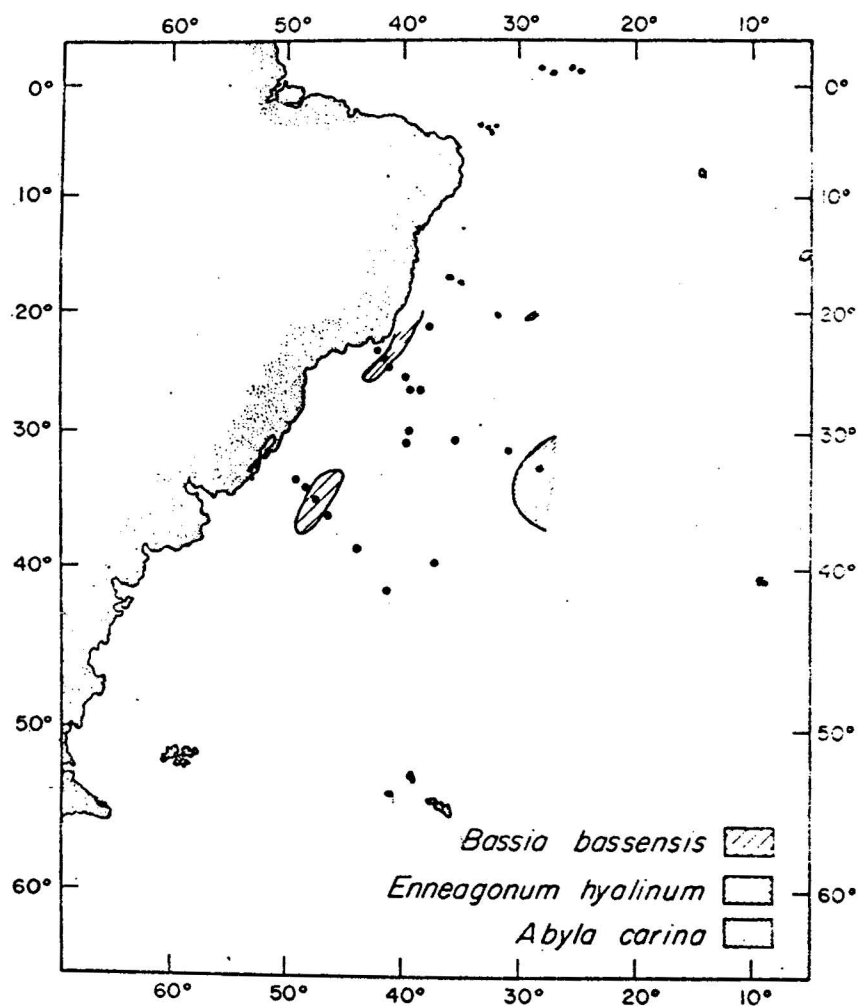 60° 50° 40° 30° 20° 10°
0° 0°
10° 10°
20° 20°
30° 30°
40° 40°
50° 50°
Bassia bassensis
Enneagonum hyalinum
60° 60°
Abyla carina
60° 50° 40° 30° 20° 10°